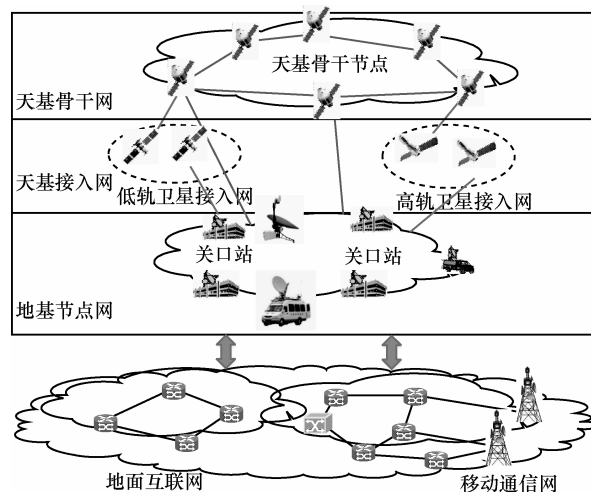 天基骨干节点
天基骨干网
天基接入网
低轨卫星接入网
高轨卫星接入网
关口站
关口站
地基节点网
地面互联网
移动通信网